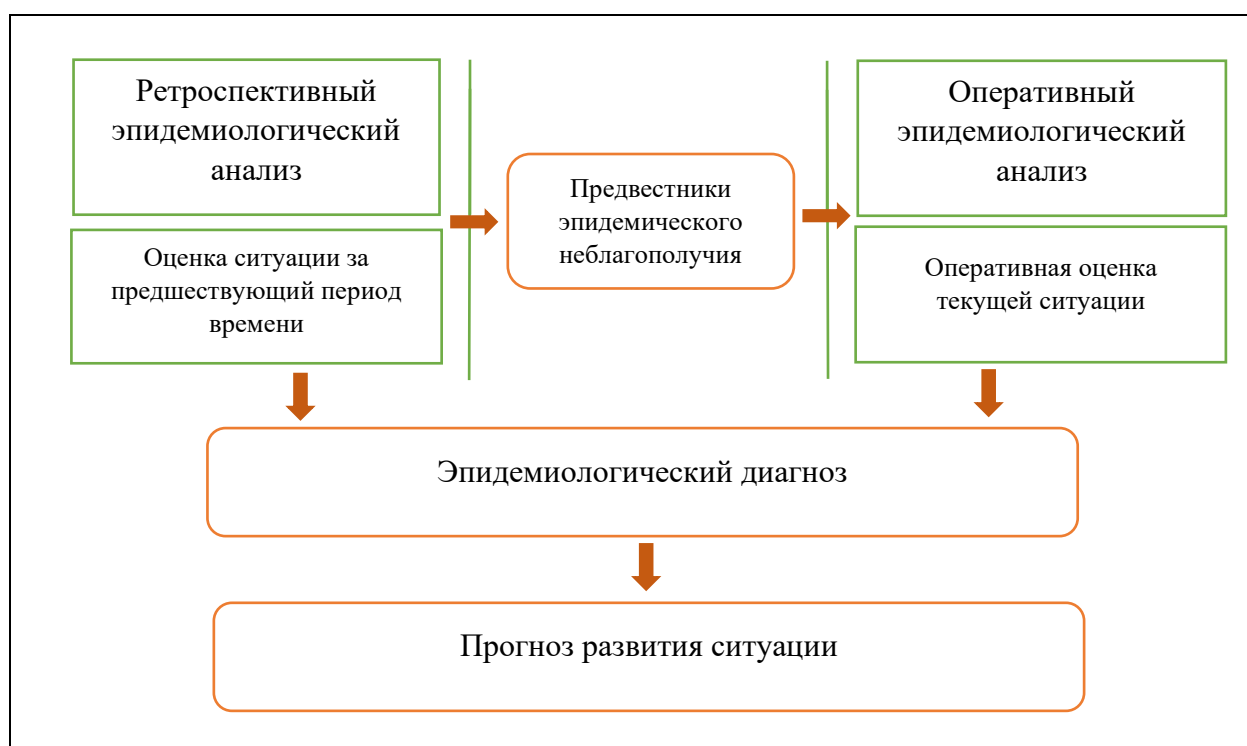 Ретроспективный
эпидемиологический
анализ
Оценка ситуации за
предшествующий период
времени
Предвестники
эпидемического
неблагополучия
Оперативный
эпидемиологический
анализ
Оперативная оценка
текущей ситуации
Эпидемиологический диагноз
Прогноз развития ситуации